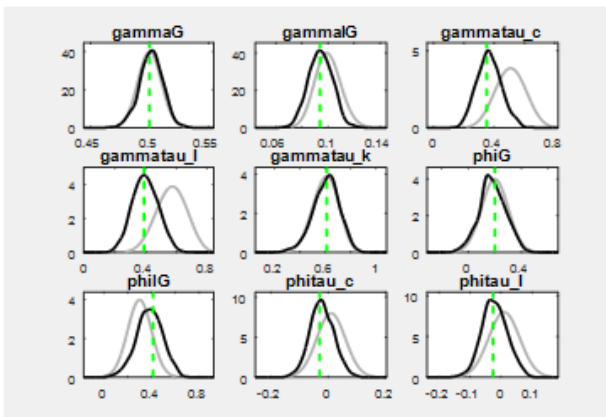 gammaG gammaIG gammatau_c
40 40 5
20 20
0 0 0
0.45 0.5 0.55 0.06 0.1 0.14 0 0.4 0.8
gammatau_l gammatau_k phiG
4 4 4
2 2 2
0 0 0
0 0.4 0.8 0.2 0.6 1 0 0.4
phiIG phitau_c phitau_l
4 10 10
2 5 5
0 0 0
0 0.4 0.8 -0.2 0 0.2 -0.2 -0.1 0 0.1